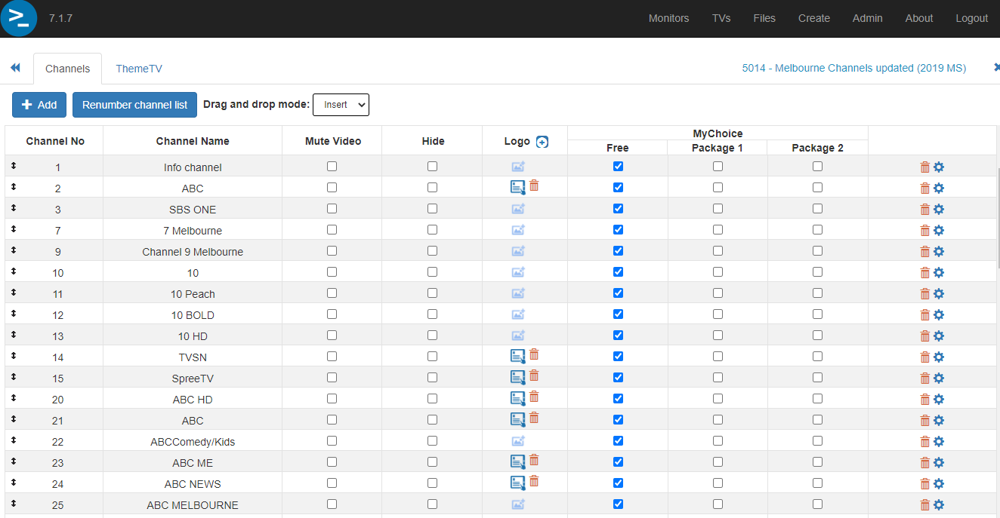 7.1.7 Monitors TVs Files Create Admin About Logout
Channels ThemeTV 5014 - Melbourne Channels updated (2019 MS)
Add Renumber channel list Drag and drop mode: Insert
MyChoice
Channel No Channel Name Mute Video Hide Logo
Free Package 1 Package 2
1 Info channel
2 ABC
3 SBS ONE
7 7 Melbourne
9 Channel 9 Melbourne
10 10
11 10 Peach
12 10 BOLD
13 10 HD
14 TVSN
15 SpreeTV
20 ABC HD
21 ABC
22 ABCComedy/Kids
23 ABC ME
24 ABC NEWS
25 ABC MELBOURNE